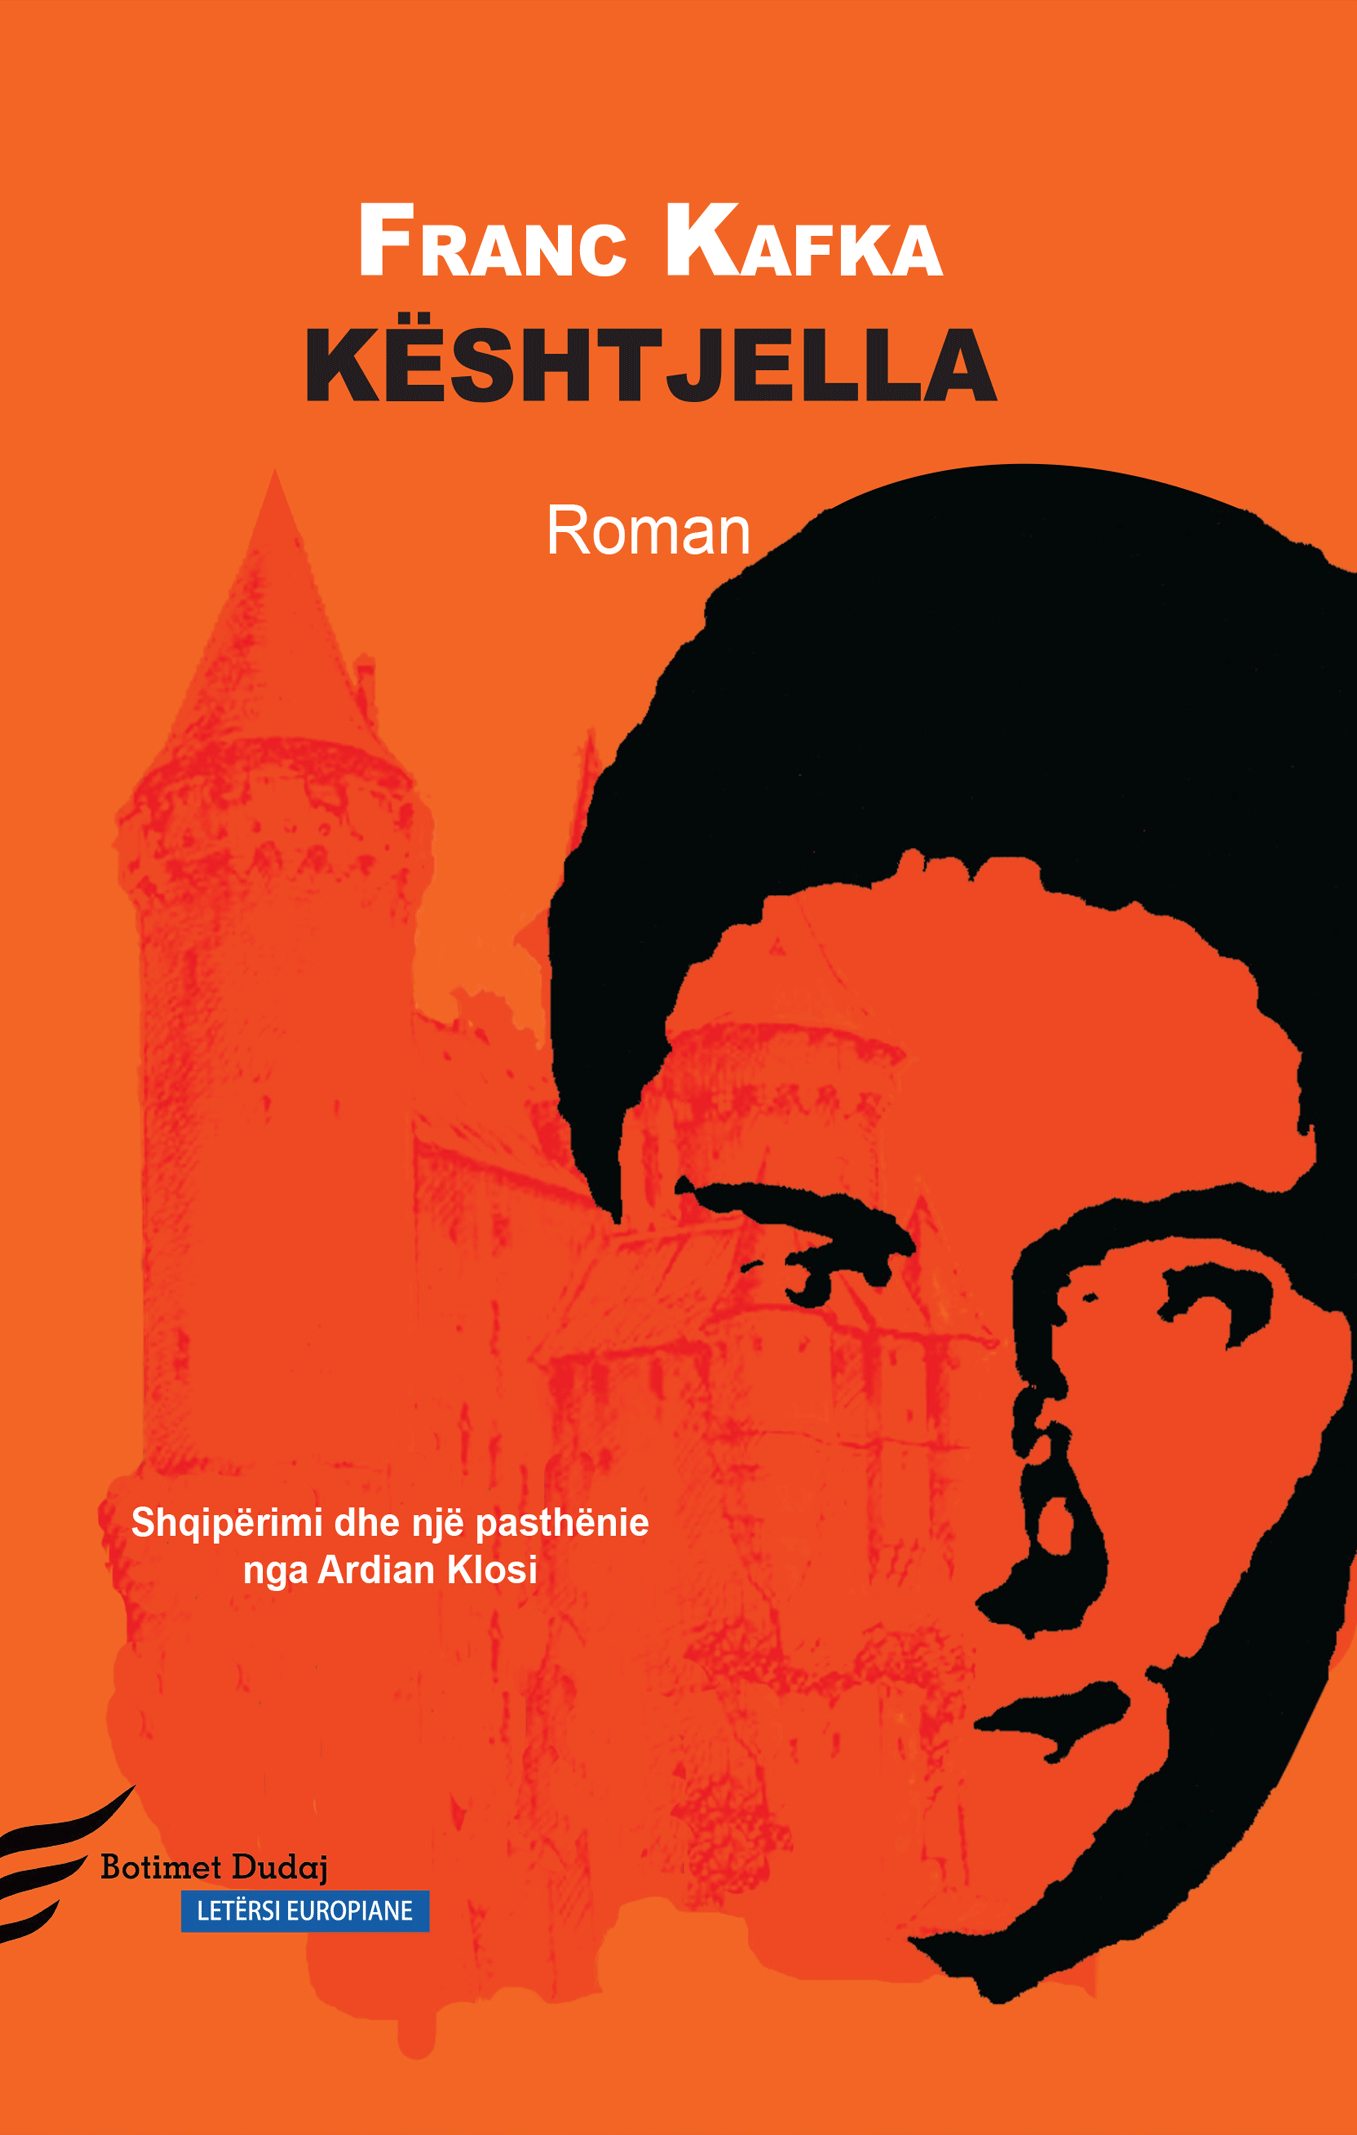 FRANC KAFKA
KËSHTJELLA
Roman
Shqipërimi dhe një pasthënie
nga Ardian Klosi
Botimet Dudaj
LETËRSI EUROPIANE